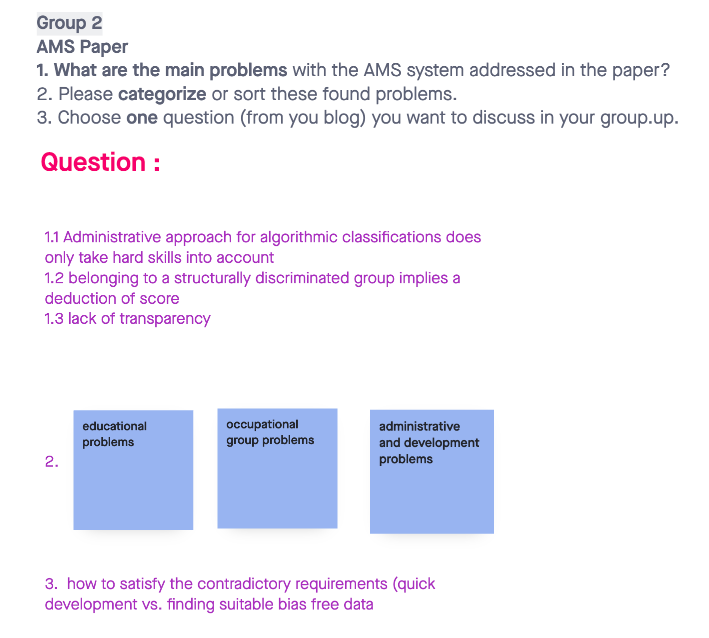 Group 2
AMS Paper
1. What are the main problems with the AMS system addressed in the paper?
2. Please categorize or sort these found problems.
3. Choose one question (from you blog) you want to discuss in your group.up.
Question :
1.1 Administrative approach for algorithmic classifications does
only take hard skills into account
1.2 belonging to a structurally discriminated group implies a
deduction of score
1.3 lack of transparency
2.
educational
problems
occupational
group problems
administrative
and development
problems
3. how to satisfy the contradictory requirements (quick
development vs. finding suitable bias free data